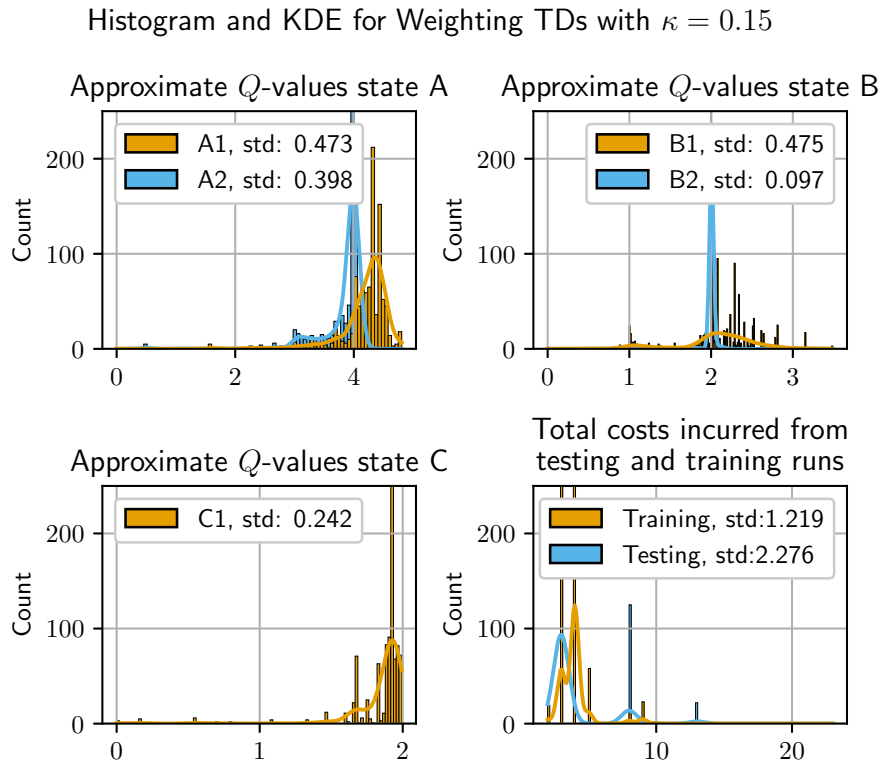 Histogram and KDE for Weighting TDs with κ = 0.15
Approximate Q-values state A
Count
200
100
0
A1, std: 0.473
A2, std: 0.398
0 2 4
Approximate Q-values state B
Count
200
100
0
B1, std: 0.475
B2, std: 0.097
0 1 2 3
Approximate Q-values state C
Count
200
100
0
C1, std: 0.242
0 1 2
Total costs incurred from
testing and training runs
Count
200
100
0
Training, std:1.219
Testing, std:2.276
10 20